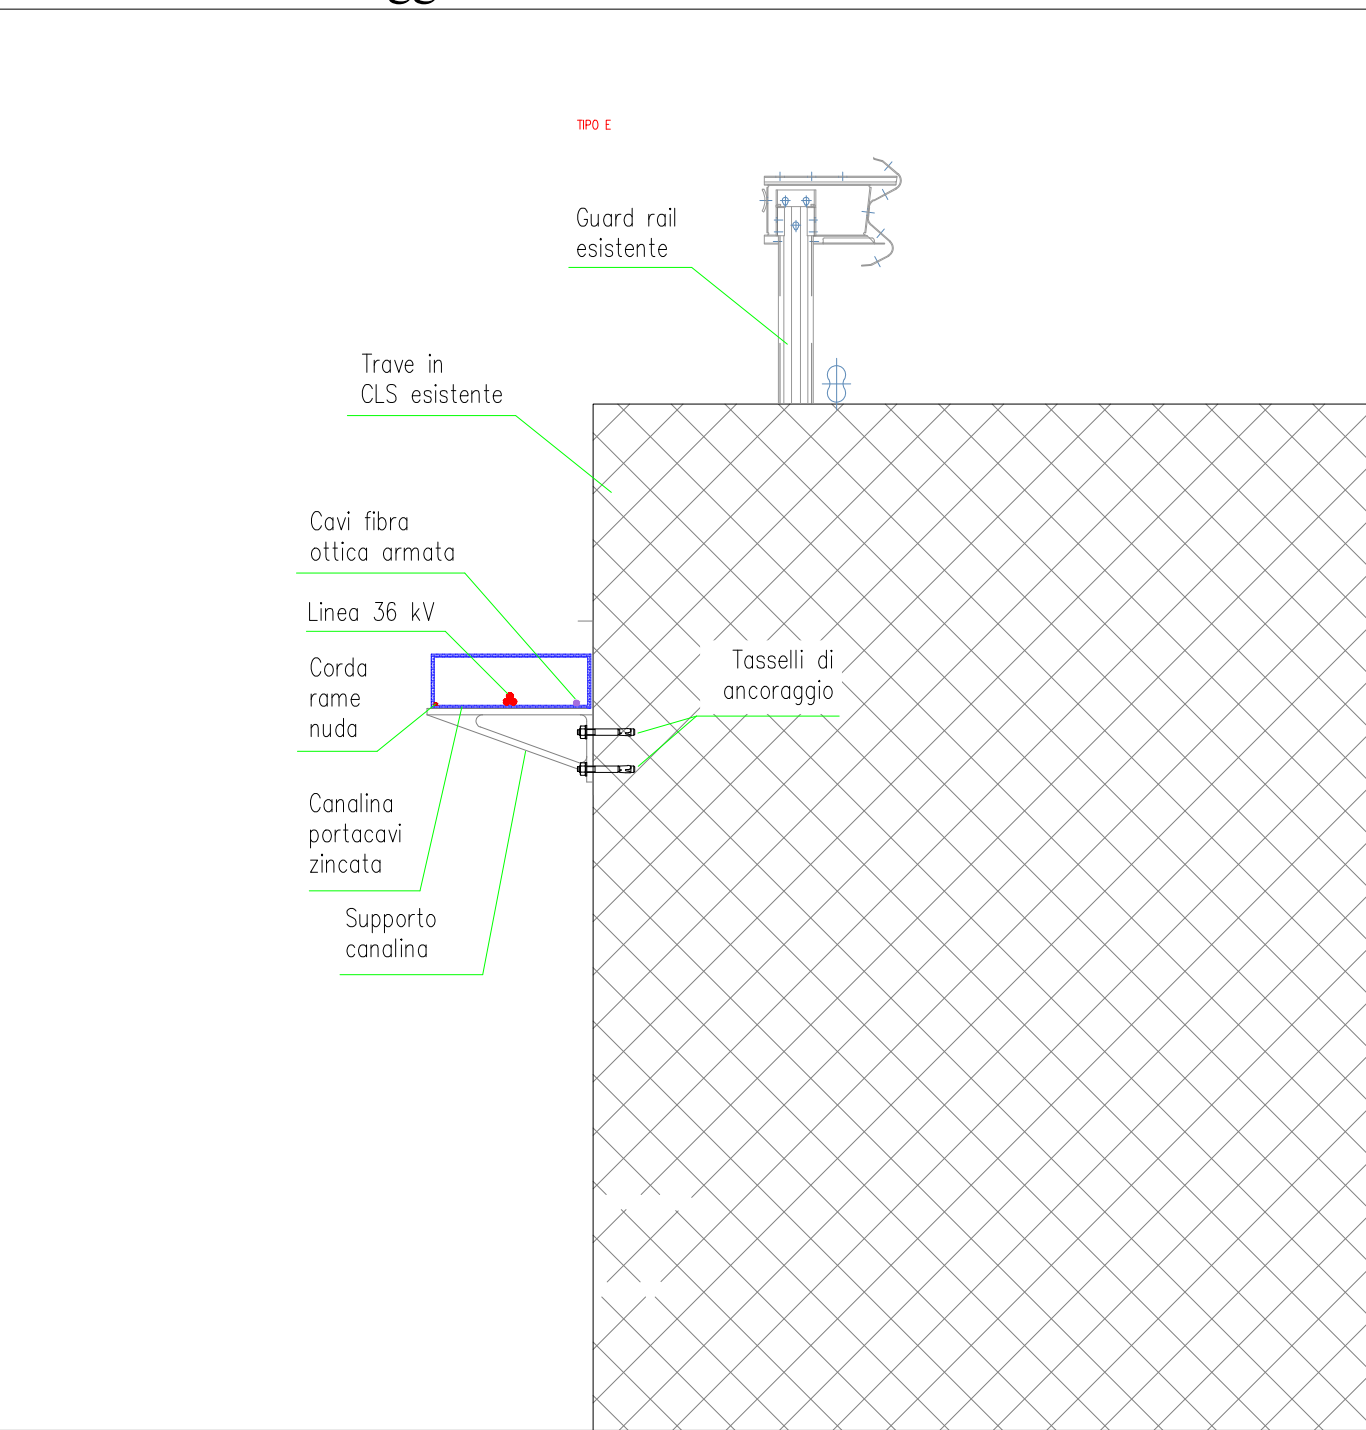 TIPO E
Guard rail
esistente
Trave in
CLS esistente
Cavi fibra
ottica armata
Linea 36 kV
Corda
rame
nuda
Tasselli di
ancoraggio
Canalina
portacavi
zincata
Supporto
canalina